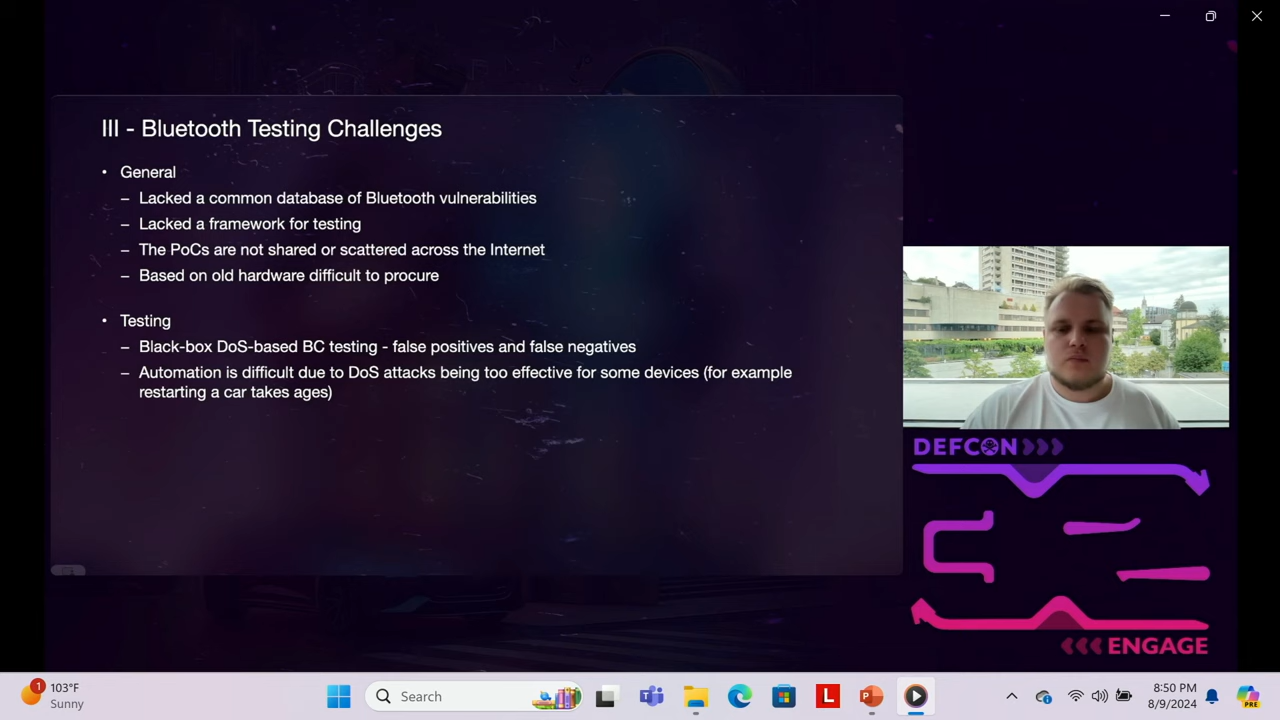 III - Bluetooth Testing Challenges
• General
– Lacked a common database of Bluetooth vulnerabilities
– Lacked a framework for testing
– The PoCs are not shared or scattered across the Internet
– Based on old hardware difficult to procure
• Testing
– Black-box DoS-based BC testing - false positives and false negatives
– Automation is difficult due to DoS attacks being too effective for some devices (for example
restarting a car takes ages)
DEFCON
ENGAGE
1
103°F
Sunny
Search
T
L
P
8:50 PM
8/9/2024
PRE